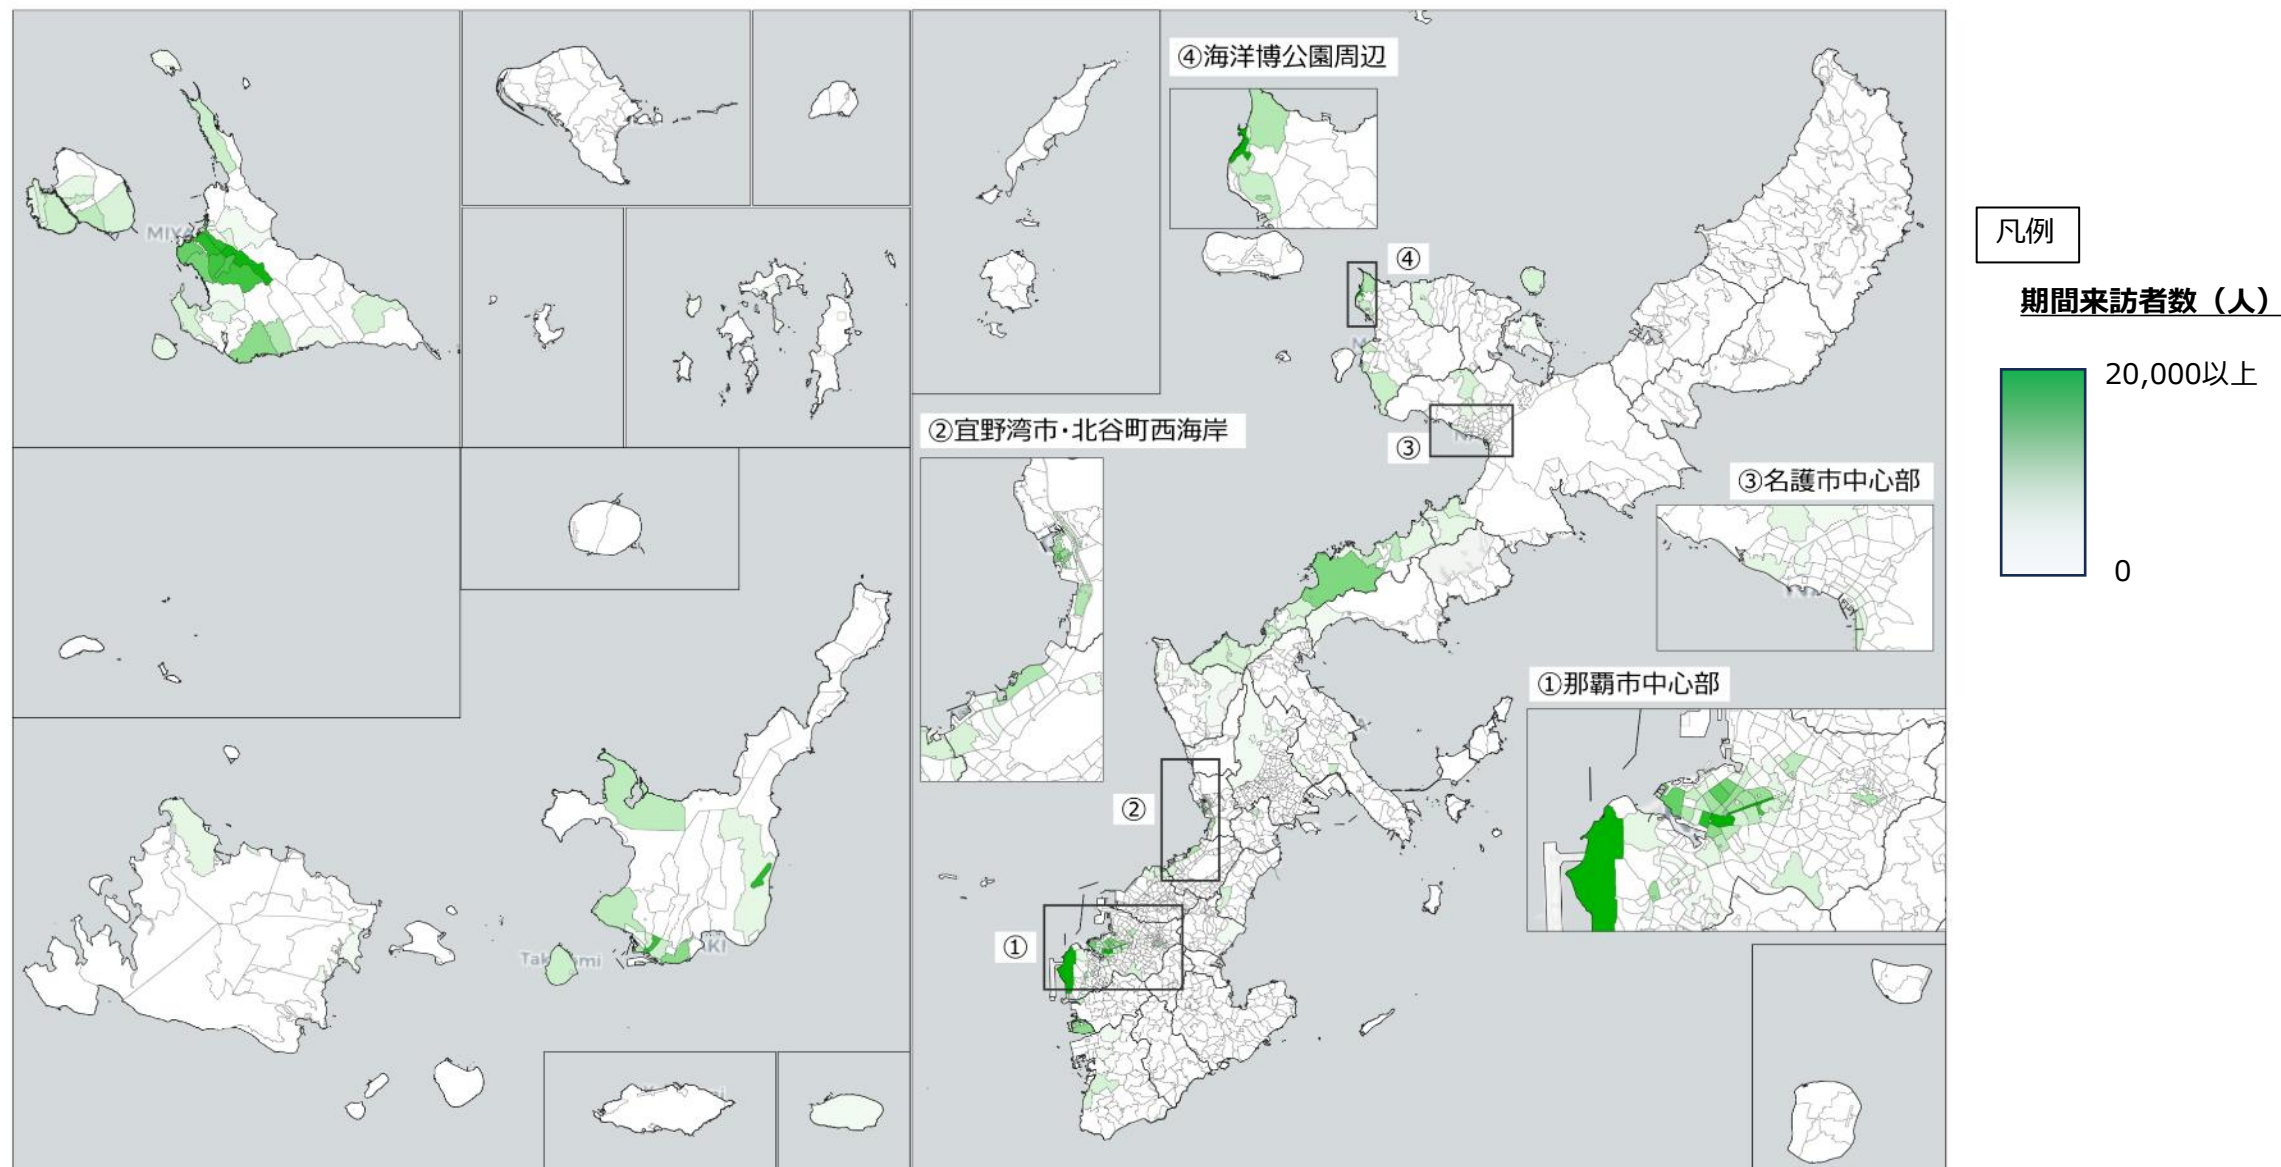 ④海洋博公園周辺
④
凡例
期間来訪者数（人）
20,000以上
0
②宜野湾市・北谷町西海岸
③
③名護市中心部
①那覇市中心部
②
①